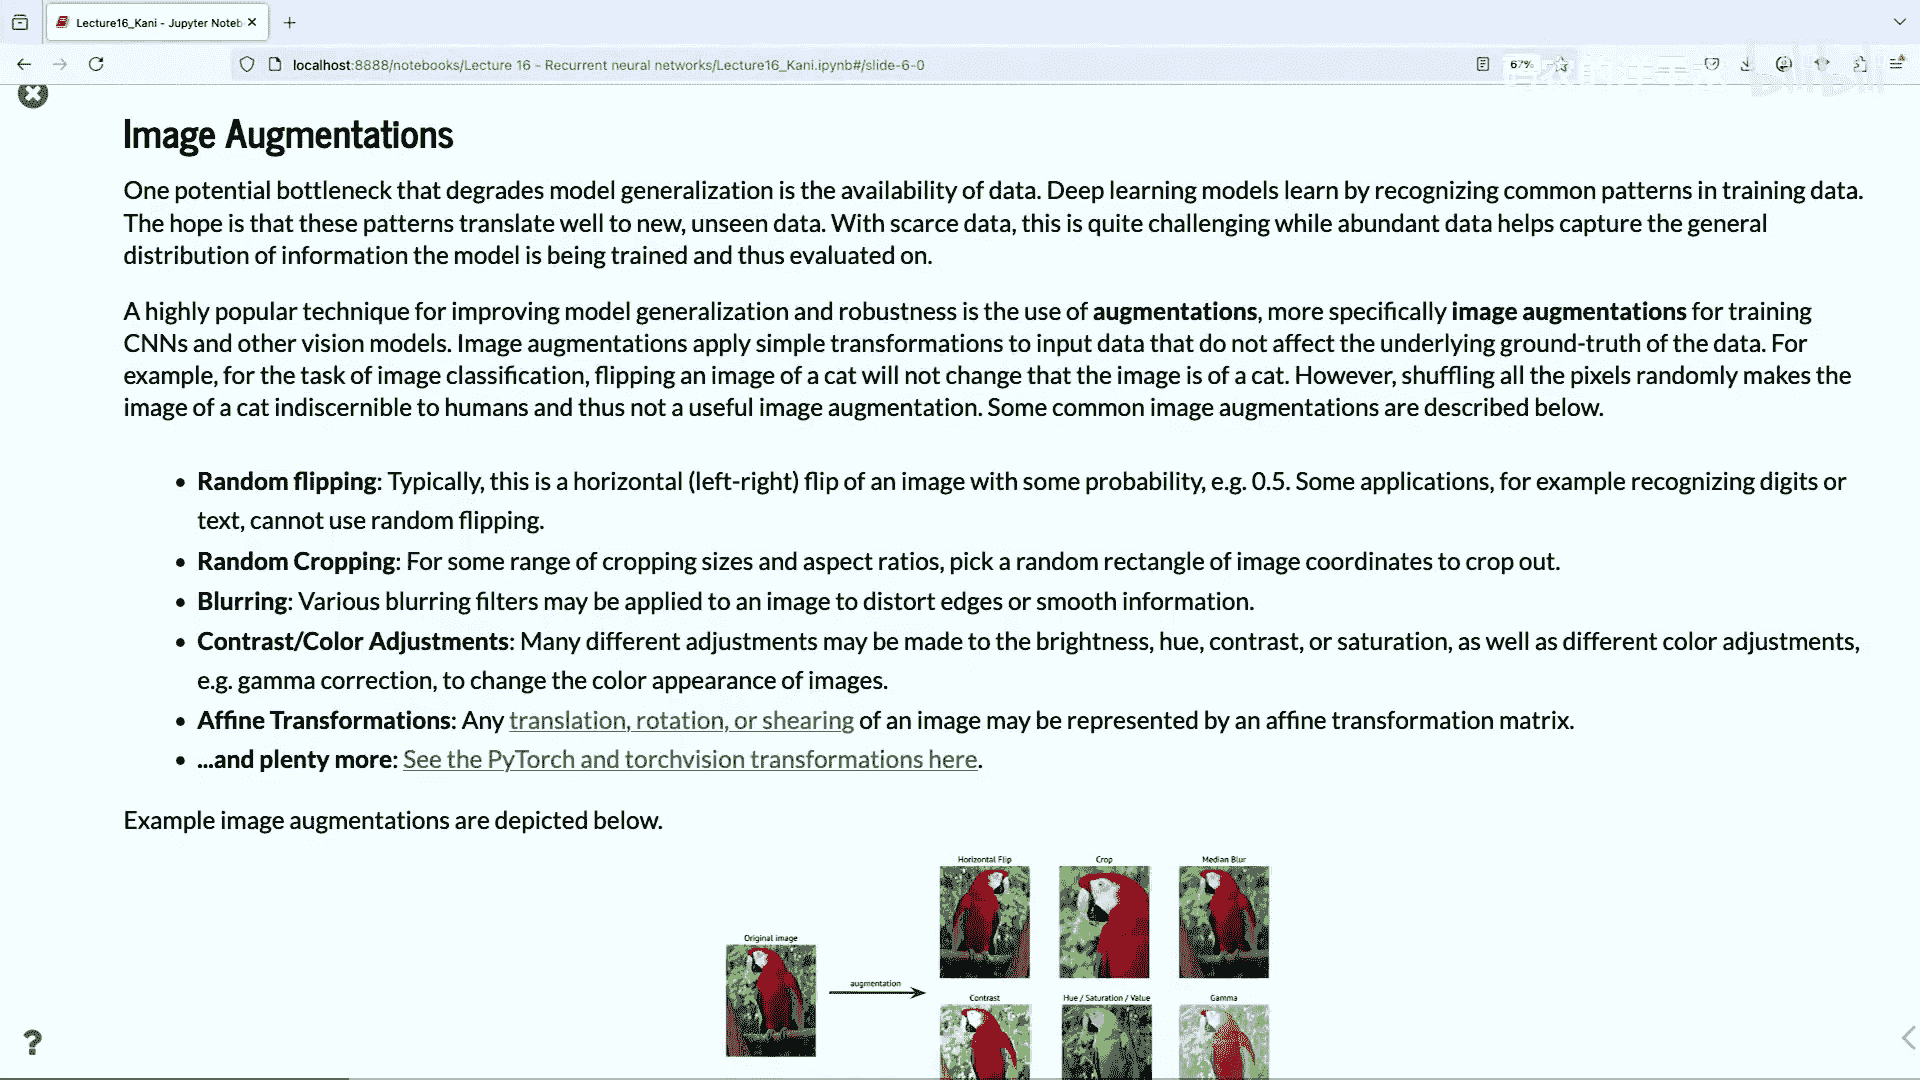 Lecture16_Kani - Jupyter Noteb
localhost:8888/notebooks/Lecture 16 - Recurrent neural networks/Lecture16_Kani.ipynb#/slide-6-0
67%
Image Augmentations
One potential bottleneck that degrades model generalization is the availability of data. Deep learning models learn by recognizing common patterns in training data.
The hope is that these patterns translate well to new, unseen data. With scarce data, this is quite challenging while abundant data helps capture the general
distribution of information the model is being trained and thus evaluated on.
A highly popular technique for improving model generalization and robustness is the use of augmentations, more specifically image augmentations for training
CNNs and other vision models. Image augmentations apply simple transformations to input data that do not affect the underlying ground-truth of the data. For
example, for the task of image classification, flipping an image of a cat will not change that the image is of a cat. However, shuffling all the pixels randomly makes the
image of a cat indiscernible to humans and thus not a useful image augmentation. Some common image augmentations are described below.
• Random flipping: Typically, this is a horizontal (left-right) flip of an image with some probability, e.g. 0.5. Some applications, for example recognizing digits or
text, cannot use random flipping.
• Random Cropping: For some range of cropping sizes and aspect ratios, pick a random rectangle of image coordinates to crop out.
• Blurring: Various blurring filters may be applied to an image to distort edges or smooth information.
• Contrast/Color Adjustments: Many different adjustments may be made to the brightness, hue, contrast, or saturation, as well as different color adjustments,
e.g. gamma correction, to change the color appearance of images.
• Affine Transformations: Any translation, rotation, or shearing of an image may be represented by an affine transformation matrix.
• ...and plenty more: See the PyTorch and torchvision transformations here.
Example image augmentations are depicted below.
Horizontal Flip
Crop
Median Blur
Original image
augmentation
Contrast
Hue / Saturation / Value
Gamma
?